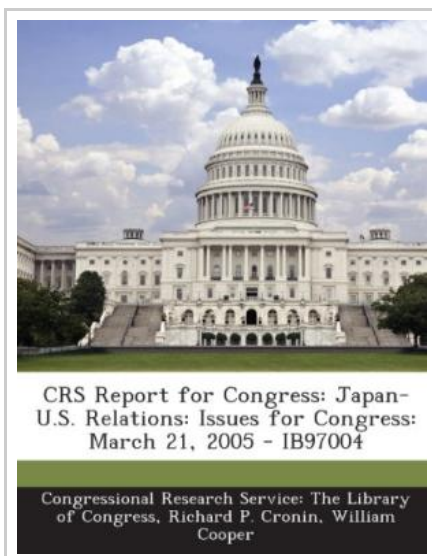 CRS Report for Congress: Japan-
U.S. Relations: Issues for Congress:
March 21, 2005 - IB97004
Congressional Research Service: The Library
of Congress, Richard P. Cronin, William
Cooper